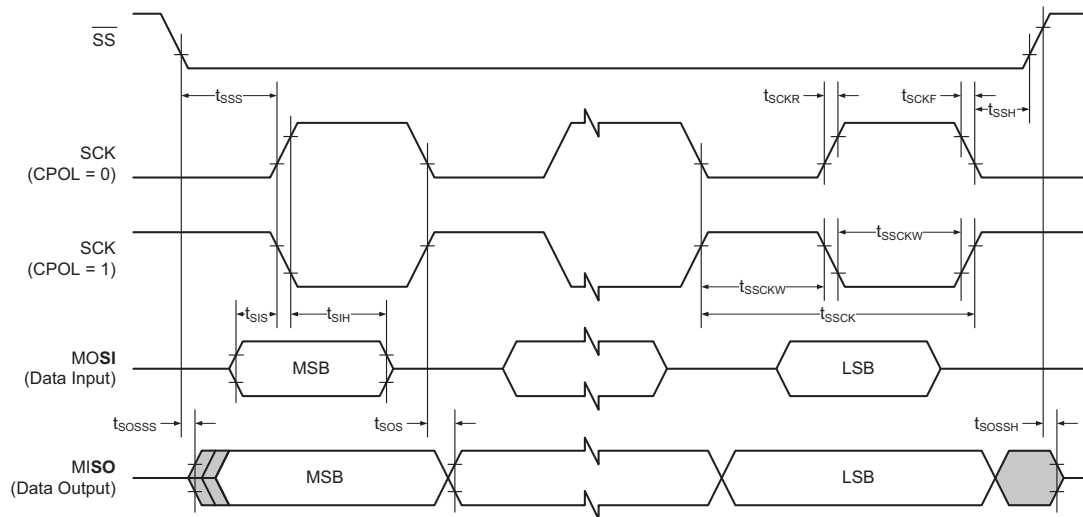 SS
tSSS
tSCKR
tSCKF
tSSH
SCK
(CPOL = 0)
SCK
(CPOL = 1)
tSSCKW
tSSCKW
tSSCK
tSIS
tSIH
MOSI
(Data Input)
MSB
LSB
tSOSSS
tSOS
tSOSSH
MISO
(Data Output)
MSB
LSB